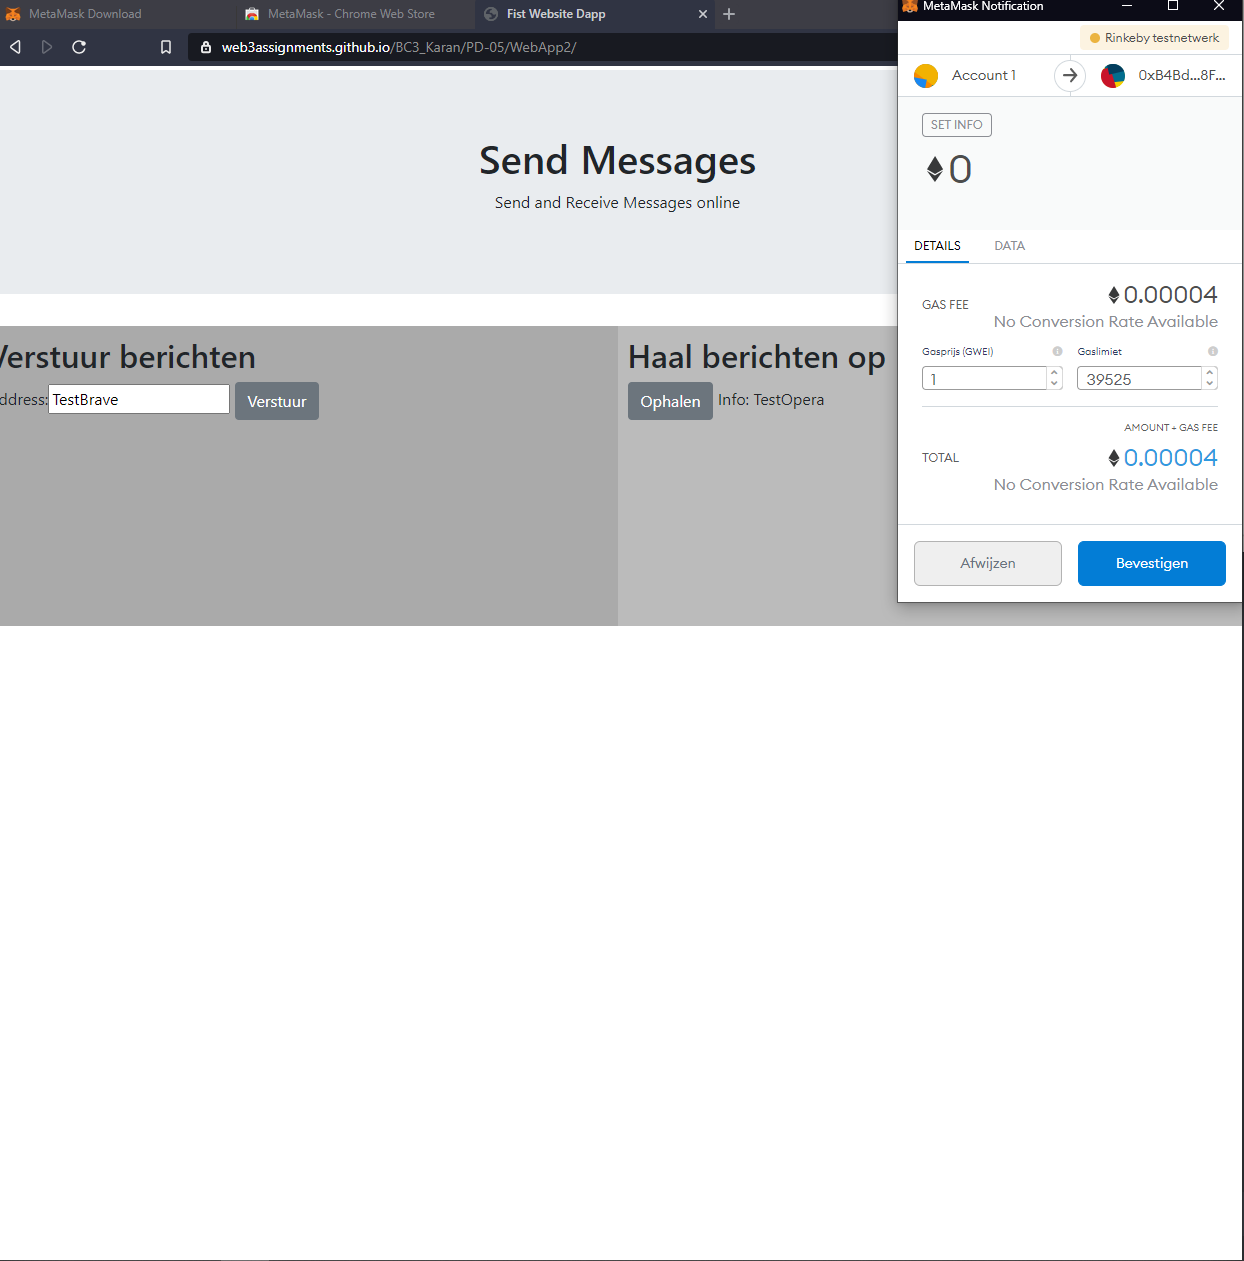 MetaMask Download
MetaMask - Chrome Web Store
Fist Website Dapp
web3assignments.github.io/BC3_Karan/PD-05/WebApp2/
Send Messages
Send and Receive Messages online
Verstuur berichten
ddress: TestBrave Verstuur
Haal berichten op
Ophalen Info: TestOpera
MetaMask Notification
Rinkeby testnetwerk
Account 1 0xB4Bd...8F...
SET INFO
0
DETAILS DATA
GAS FEE 0.00004
No Conversion Rate Available
Gasprijs (GWEI) Gaslimiet
1 39525
AMOUNT + GAS FEE
TOTAL 0.00004
No Conversion Rate Available
Afwijzen Bevestigen